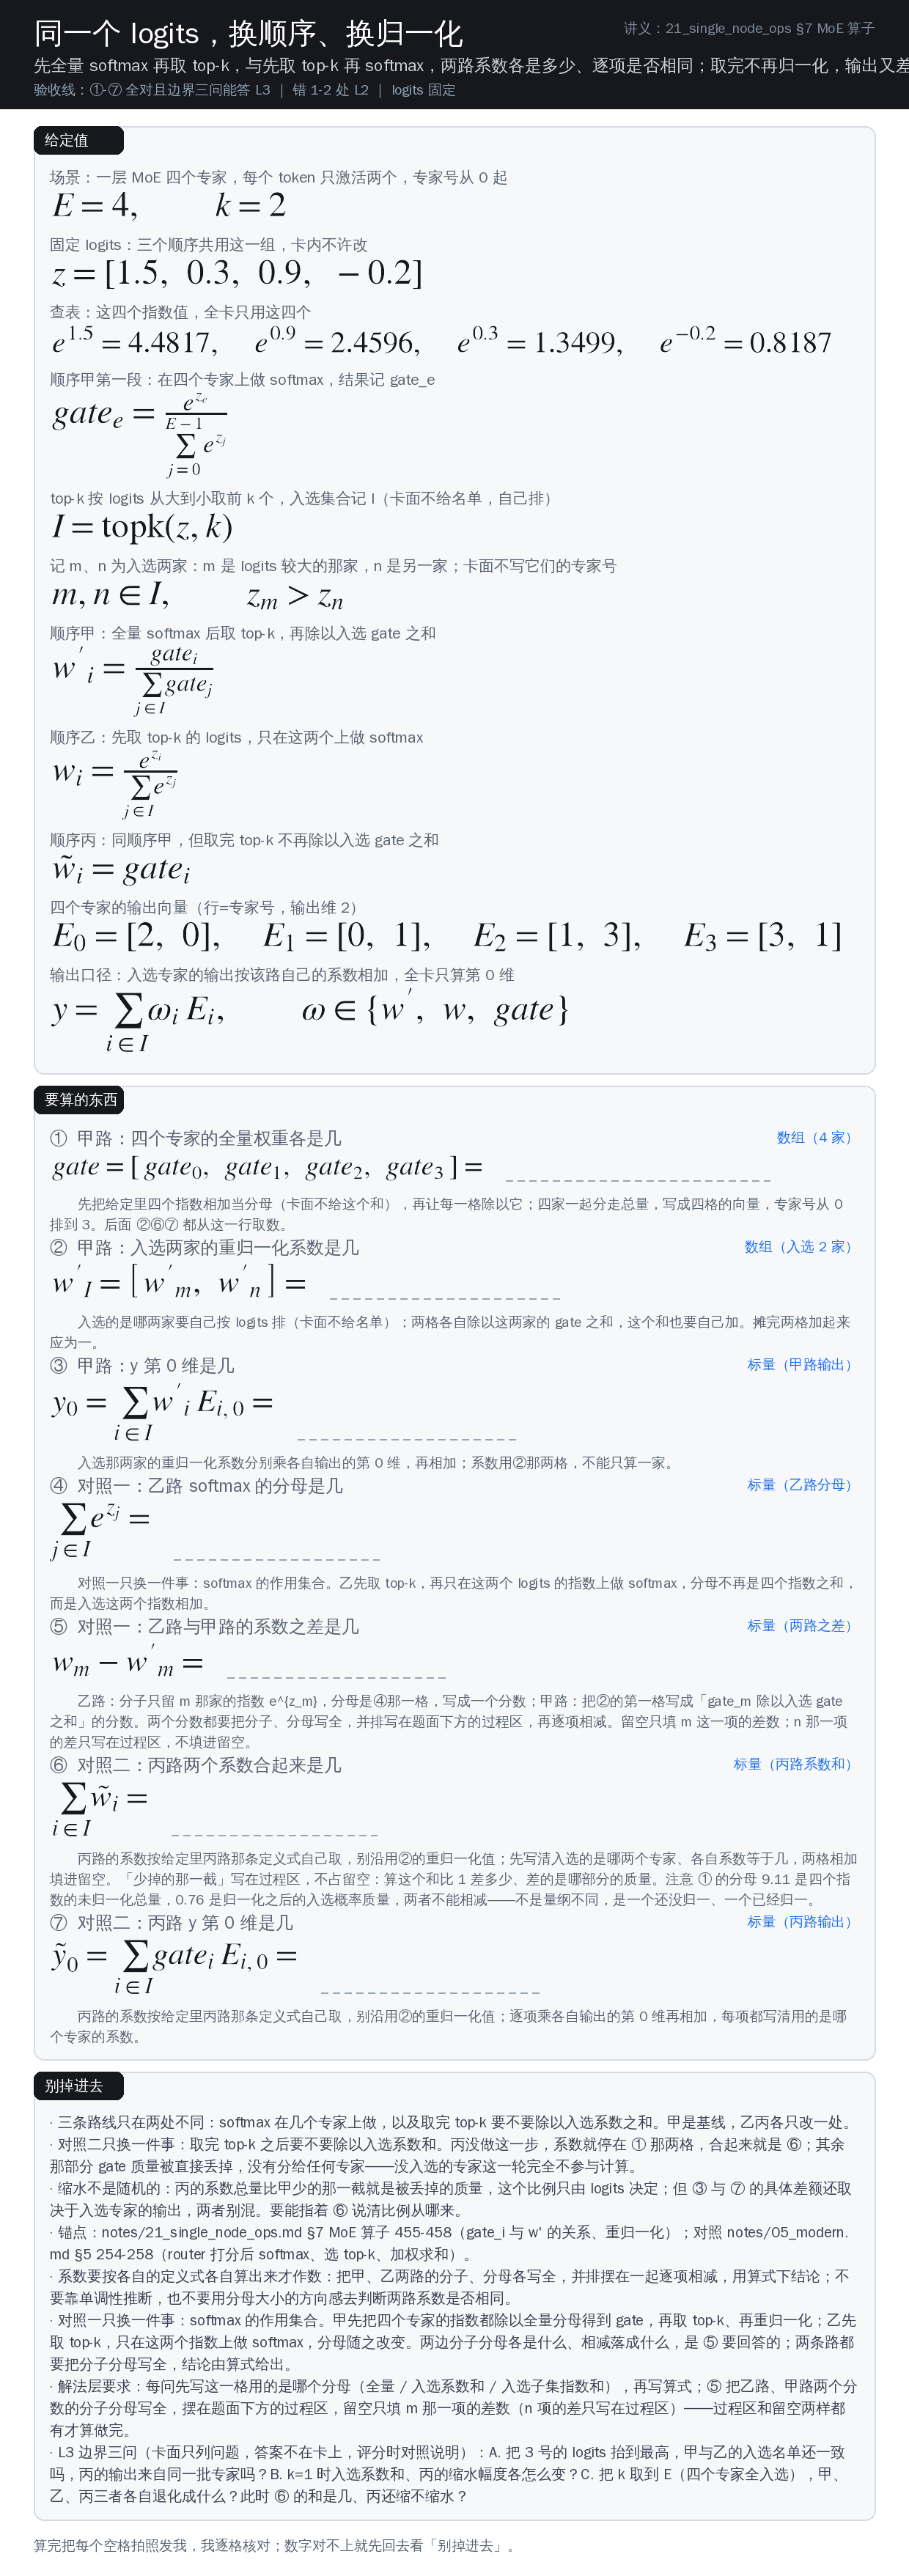 同一个 logits，换顺序、换归一化
讲义：21_single_node_ops §7 MoE 算子
先全量 softmax 再取 top-k，与先取 top-k 再 softmax，两路系数各是多少、逐项是否相同；取完不再归一化，输出又差
验收线：①-⑦ 全对且边界三问能答 L3 ｜ 错 1-2 处 L2 ｜ logits 固定
给定值
场景：一层 MoE 四个专家，每个 token 只激活两个，专家号从 0 起
E = 4, k = 2
固定 logits：三个顺序共用这一组，卡内不许改
z = [1.5, 0.3, 0.9, −0.2]
查表：这四个指数值，全卡只用这四个
e^{1.5} = 4.4817, e^{0.9} = 2.4596, e^{0.3} = 1.3499, e^{−0.2} = 0.8187
顺序甲第一段：在四个专家上做 softmax，结果记 gate_e
gate_e = e^{z_e} / ∑_{j=0}^{E−1} e^{z_j}
top-k 按 logits 从大到小取前 k 个，入选集合记 I（卡面不给名单，自己排）
I = topk(z, k)
记 m、n 为入选两家：m 是 logits 较大的那家，n 是另一家；卡面不写它们的专家号
m, n ∈ I, z_m > z_n
顺序甲：全量 softmax 后取 top-k，再除以入选 gate 之和
w′_i = gate_i / ∑_{j∈I} gate_j
顺序乙：先取 top-k 的 logits，只在这两个上做 softmax
w_i = e^{z_i} / ∑_{j∈I} e^{z_j}
顺序丙：同顺序甲，但取完 top-k 不再除以入选 gate 之和
w̃_i = gate_i
四个专家的输出向量（行=专家号，输出维 2）
E_0 = [2, 0], E_1 = [0, 1], E_2 = [1, 3], E_3 = [3, 1]
输出口径：入选专家的输出按该路自己的系数相加，全卡只算第 0 维
y = ∑_{i∈I} ω_i E_i, ω ∈ {w′, w, gate}
要算的东西
① 甲路：四个专家的全量权重各是几
数组（4 家）
gate = [gate_0, gate_1, gate_2, gate_3] =
先把给定里四个指数相加当分母（卡面不给这个和），再让每一格除以它；四家一起分走总量，写成四格的向量，专家号从 0
排到 3。后面 ②⑥⑦ 都从这一行取数。
② 甲路：入选两家的重归一化系数是几
数组（入选 2 家）
w′_I = [w′_m, w′_n] =
入选的是哪两家要自己按 logits 排（卡面不给名单）；两格各自除以这两家的 gate 之和，这个和也要自己加。摊完两格加起来
应为一。
③ 甲路：y 第 0 维是几
标量（甲路输出）
y_0 = ∑_{i∈I} w′_i E_{i,0} =
入选那两家的重归一化系数分别乘各自输出的第 0 维，再相加；系数用②那两格，不能只算一家。
④ 对照一：乙路 softmax 的分母是几
标量（乙路分母）
∑_{j∈I} e^{z_j} =
对照一只换一件事：softmax 的作用集合。乙先取 top-k，再只在这两个 logits 的指数上做 softmax，分母不再是四个指数之和，
而是入选这两个指数相加。
⑤ 对照一：乙路与甲路的系数之差是几
标量（两路之差）
w_m − w′_m =
乙路：分子只留 m 那家的指数 e^{z_m}，分母是④那一格，写成一个分数；甲路：把②的第一格写成「gate_m 除以入选 gate
之和」的分数。两个分数都要把分子、分母写全，并排写在题面下方的过程区，再逐项相减。留空只填 m 这一项的差数；n 那一项
的差只写在过程区，不填进留空。
⑥ 对照二：丙路两个系数合起来是几
标量（丙路系数和）
∑_{i∈I} w̃_i =
丙路的系数按给定里丙路那条定义式自己取，别沿用②的重归一化值；先写清入选的是哪两个专家、各自系数等于几，两格相加
填进留空。「少掉的那一截」写在过程区，不占留空：算这个和比 1 差多少、差的是哪部分的质量。注意 ①的分母 9.11 是四个指
数的未归一化总量，0.76 是归一化之后的入选概率质量，两者不能相减——不是量纲不同，是一个还没归一、一个已经归一。
⑦ 对照二：丙路 y 第 0 维是几
标量（丙路输出）
ỹ_0 = ∑_{i∈I} gate_i E_{i,0} =
丙路的系数按给定里丙路那条定义式自己取，别沿用②的重归一化值；逐项乘各自输出的第 0 维再相加，每项都写清用的是哪
个专家的系数。
别掉进去
· 三条路线只在两处不同：softmax 在几个专家上做，以及取完 top-k 要不要除以入选系数之和。甲是基线，乙丙各只改一处。
· 对照二只换一件事：取完 top-k 之后要不要除以入选系数和。丙没做这一步，系数就停在 ① 那两格，合起来就是 ⑥；其余
那部分 gate 质量被直接丢掉，没有分给任何专家——没入选的专家这一轮完全不参与计算。
· 缩水不是随机的：丙的系数总量比甲少的那一截就是被丢掉的质量，这个比例只由 logits 决定；但 ③ 与 ⑦ 的具体差额还取
决于入选专家的输出，两者别混。要能指着 ⑥ 说清比例从哪来。
· 锚点：notes/21_single_node_ops.md §7 MoE 算子 455-458（gate_i 与 w' 的关系、重归一化）；对照 notes/05_modern.
md §5 254-258（router 打分后 softmax、选 top-k、加权求和）。
· 系数要按各自的定义式各自算出来才作数：把甲、乙两路的分子、分母各写全，并排摆在一起逐项相减，用算式下结论；不
要靠单调性推断，也不要用分母大小的方向感去判断两路系数是否相同。
· 对照一只换一件事：softmax 的作用集合。甲先把四个专家的指数都除以全量分母得到 gate，再取 top-k、再重归一化；乙先
取 top-k，只在这两个指数上做 softmax，分母随之改变。两边分子分母各是什么、相减落成什么，是 ⑤ 要回答的；两条路都
要把分子分母写全，结论由算式给出。
· 解法层要求：每问先写这一格用的是哪个分母（全量 / 入选系数和 / 入选子集指数和），再写算式；⑤ 把乙路、甲路两个分
数的分子分母写全，摆在题面下方的过程区，留空只填 m 那一项的差数（n 项的差只写在过程区）——过程区和留空两样都
有才算做完。
· L3 边界三问（卡面只列问题，答案不在卡上，评分时对照说明）：A. 把 3 号的 logits 抬到最高，甲与乙的入选名单还一致
吗，丙的输出来自同一批专家吗？B. k=1 时入选系数和、丙的缩水幅度各怎么变？C. 把 k 取到 E（四个专家全入选），甲、
乙、丙三者各自退化成什么？此时 ⑥ 的和是几、丙还缩不缩水？
算完把每个空格拍照发我，我逐格核对；数字对不上就先回去看「别掉进去」。